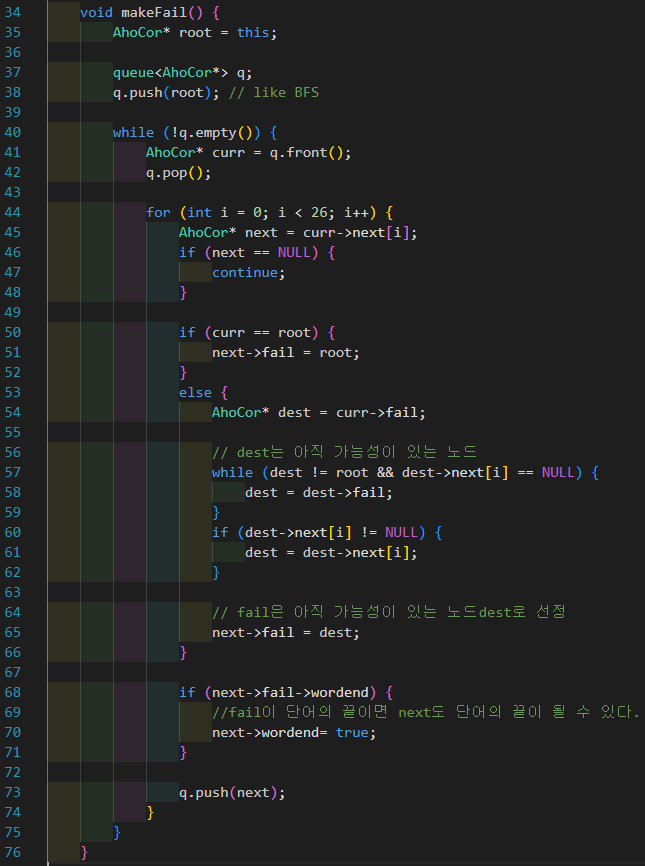 34 void makeFail() {
35 AhoCor* root = this;
36
37 queue<AhoCor*> q;
38 q.push(root); // like BFS
39
40 while (!q.empty()) {
41 AhoCor* curr = q.front();
42 q.pop();
43
44 for (int i = 0; i < 26; i++) {
45 AhoCor* next = curr->next[i];
46 if (next == NULL) {
47 continue;
48 }
49
50 if (curr == root) {
51 next->fail = root;
52 }
53 else {
54 AhoCor* dest = curr->fail;
55
56 // dest는 아직 가능성이 있는 노드
57 while (dest != root && dest->next[i] == NULL) {
58 dest = dest->fail;
59 }
60 if (dest->next[i] != NULL) {
61 dest = dest->next[i];
62 }
63
64 // fail은 아직 가능성이 있는 노드dest로 선정
65 next->fail = dest;
66 }
67
68 if (next->fail->wordend) {
69 //fail이 단어의 끝이면 next도 단어의 끝이 될 수 있다.
70 next->wordend= true;
71 }
72
73 q.push(next);
74 }
75 }
76 }